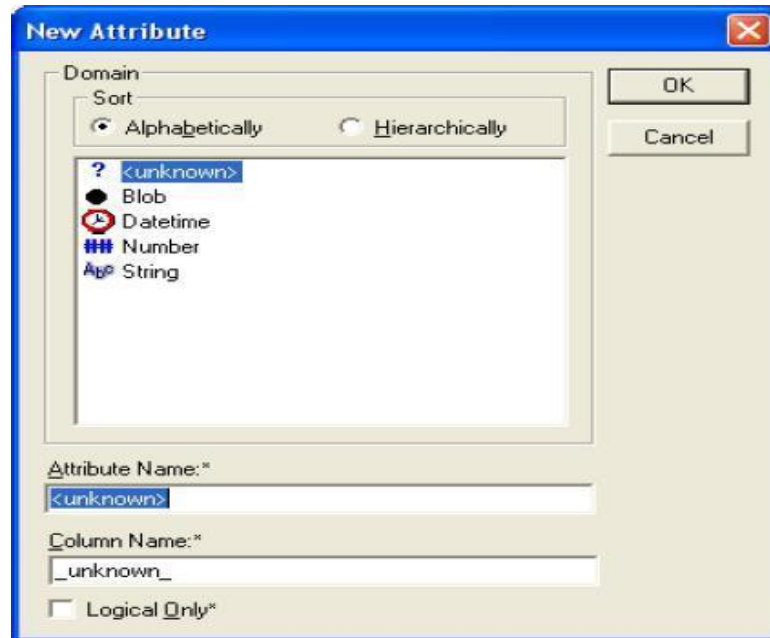 New Attribute
Domain
Sort
Alphabetically Hierarchically
OK
Cancel
? <unknown>
Blob
Datetime
Number
String
Attribute Name:*
<unknown>
Column Name:*
_unknown_
Logical Only*